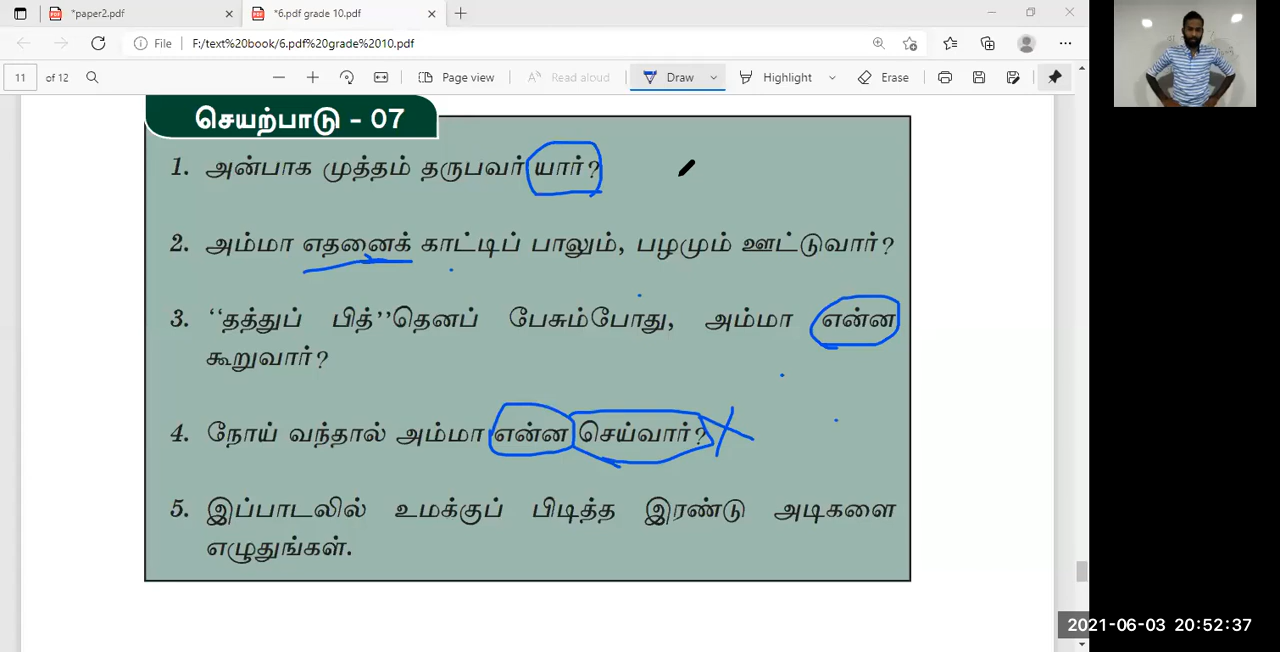 *paper2.pdf
*6.pdf grade 10.pdf
File F:/text%20book/6.pdf%20grade%2010.pdf
11 of 12 Page view Read aloud Draw Highlight Erase
செயற்பாடு - 07
1. அன்பாக முத்தம் தருபவர் யார்?
2. அம்மா எதனைக் காட்டிப் பாலும், பழமும் ஊட்டுவார்?
3. “தத்துப் பித்”தெனப் பேசும்போது, அம்மா என்ன
கூறுவார்?
4. நோய் வந்தால் அம்மா என்ன செய்வார்?
5. இப்பாடலில் உமக்குப் பிடித்த இரண்டு அடிகளை
எழுதுங்கள்.
2021-06-03 20:52:37